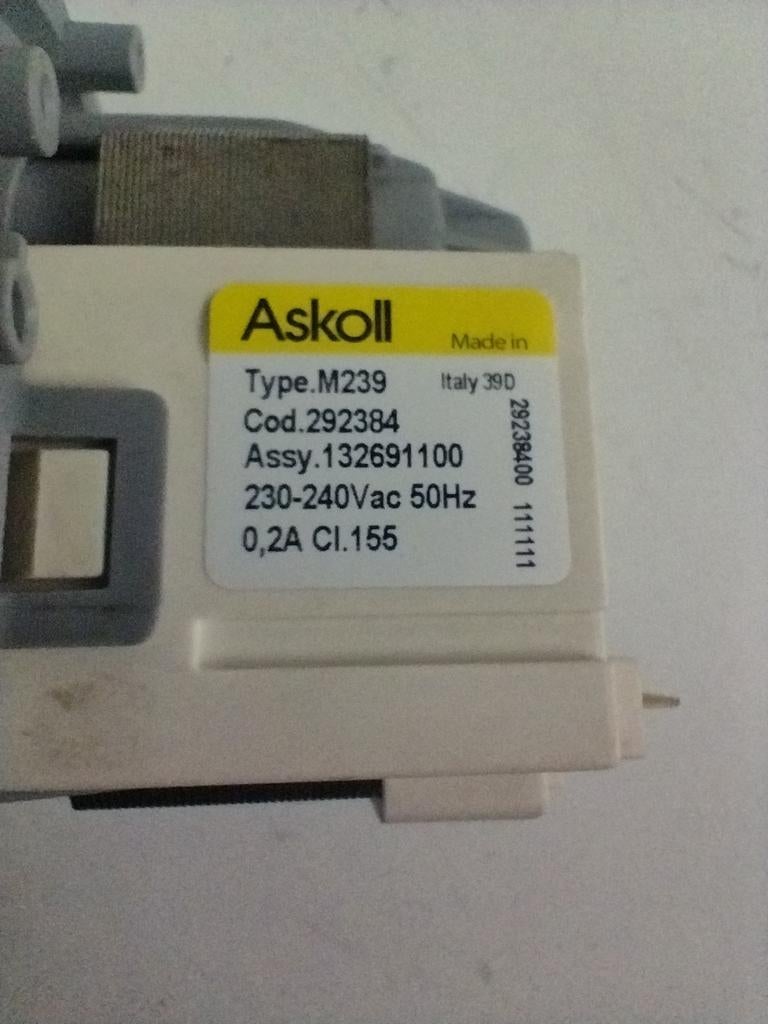 Askoll
Made in
Type.M239
Italy 39D
Cod.292384
Assy.132691100
230-240Vac 50Hz
0,2A Cl.155
29238400 111111